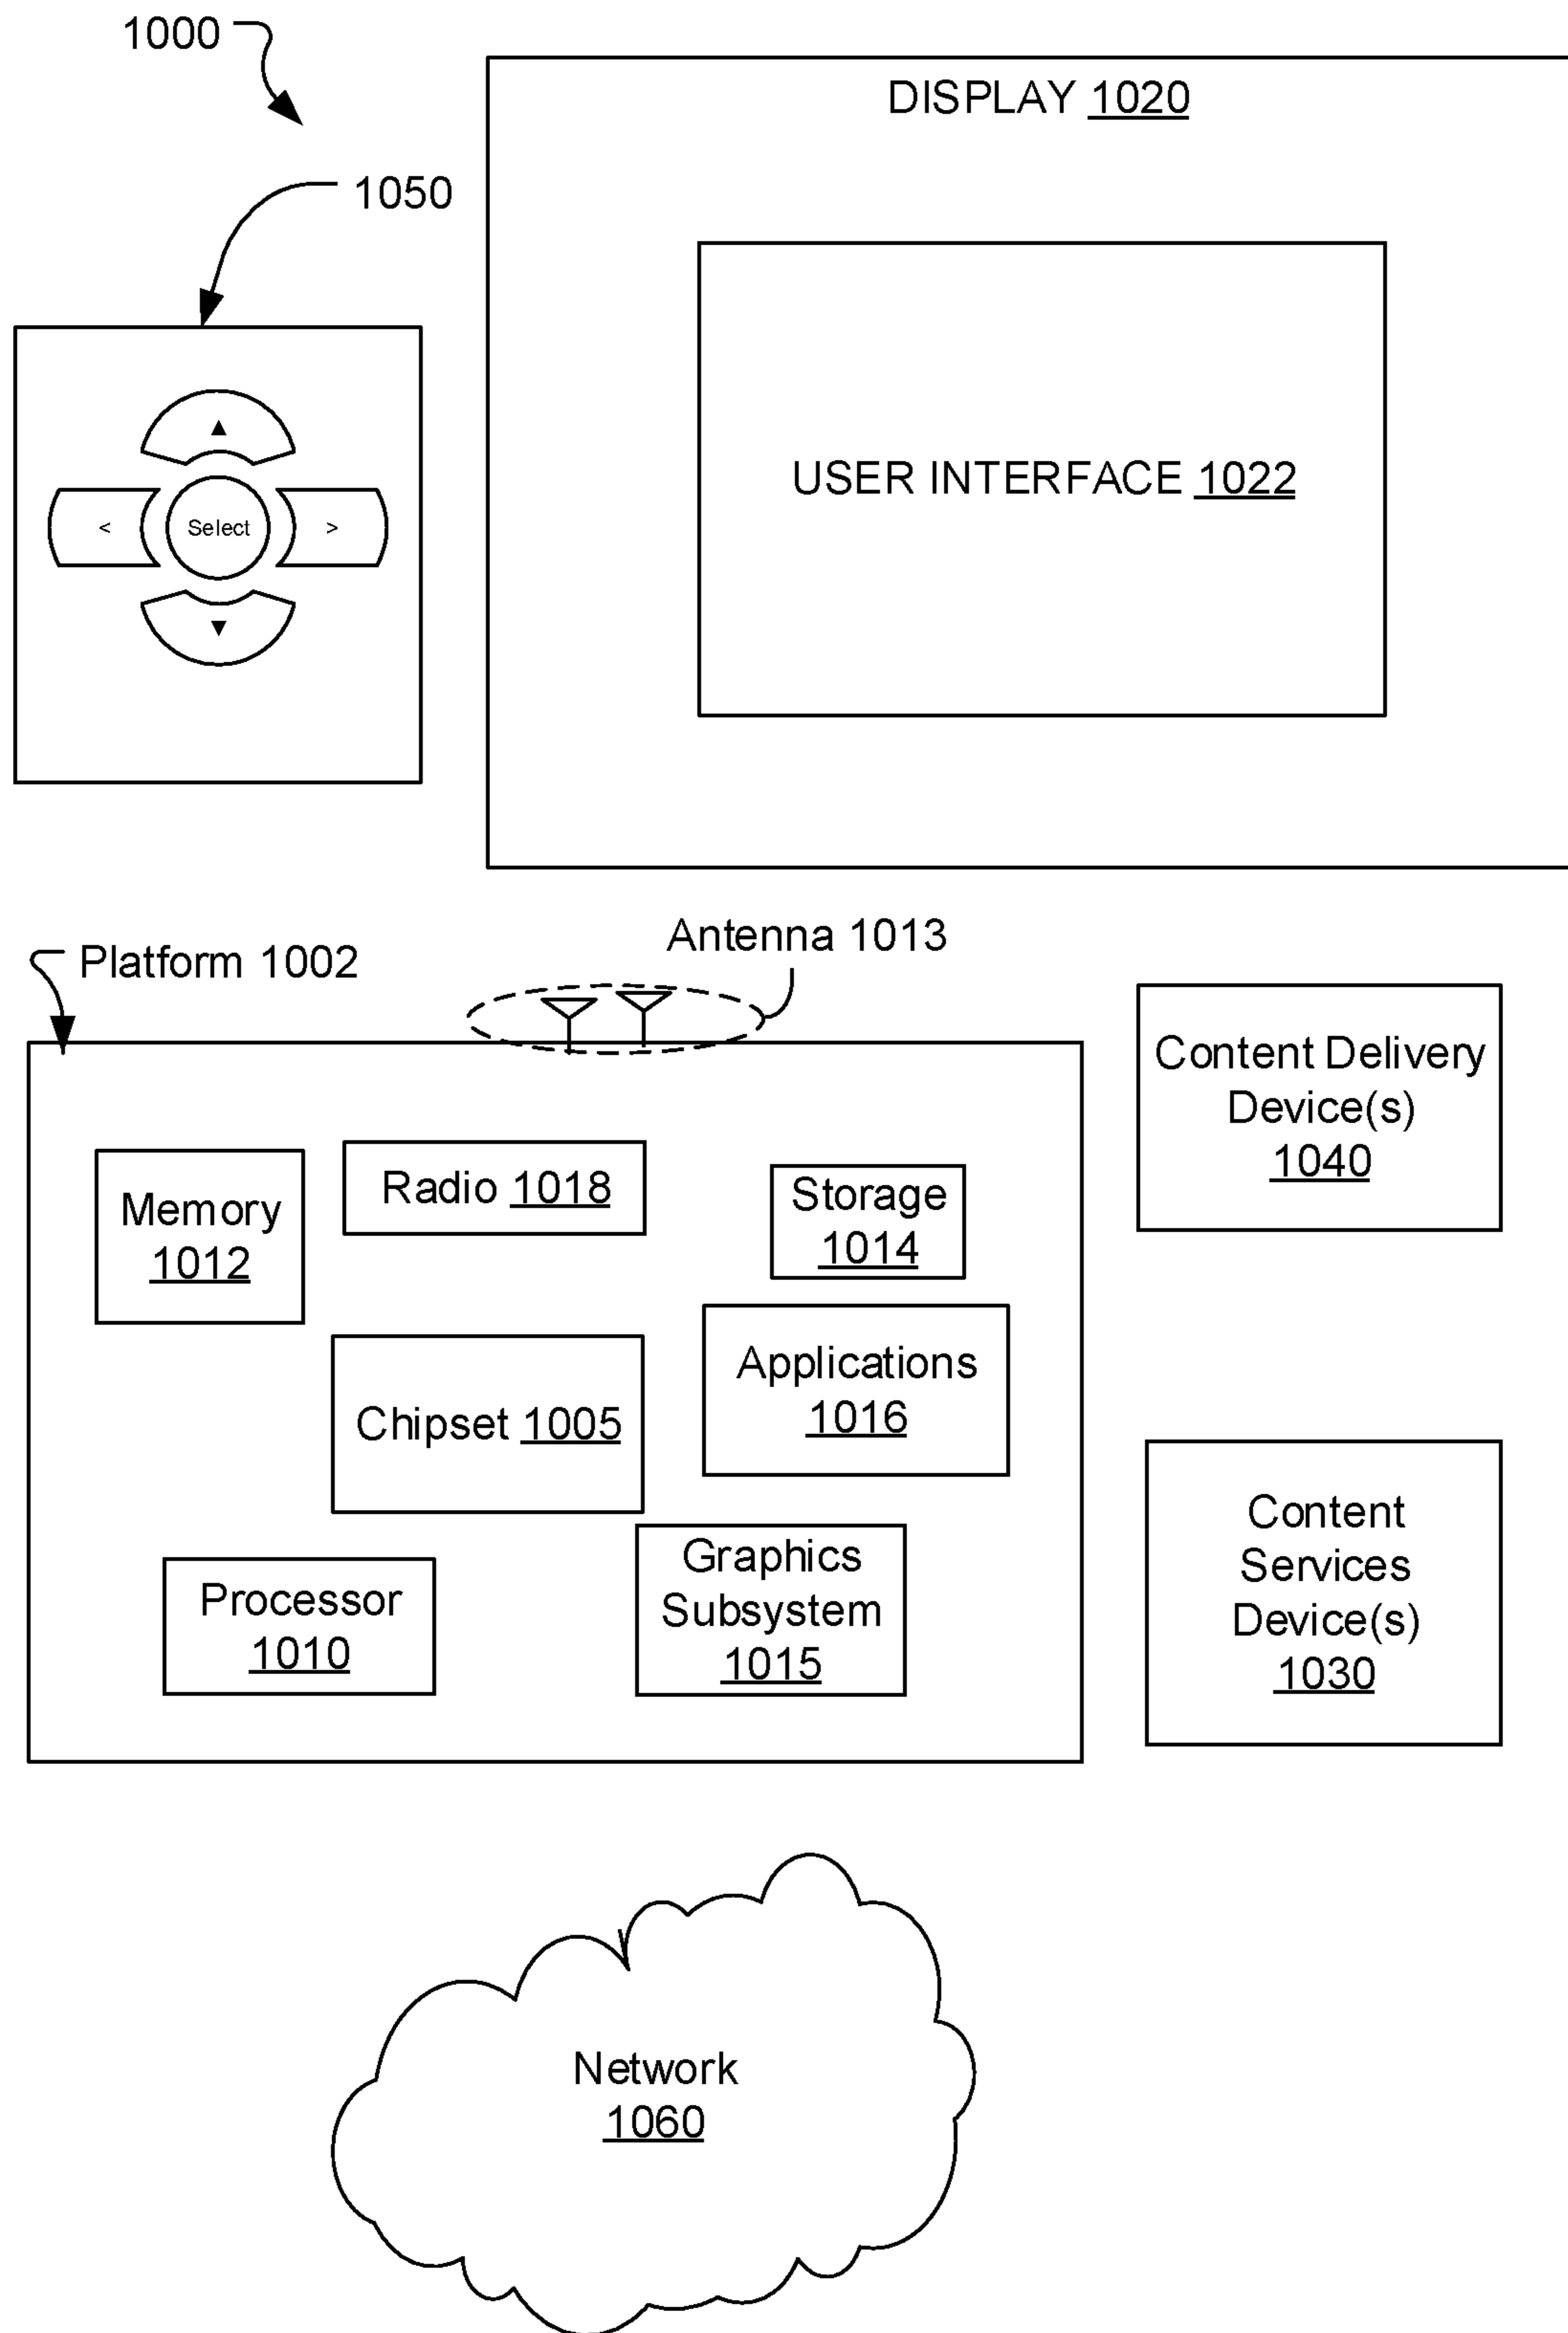 1000
DISPLAY 1020
1050
USER INTERFACE 1022
▲
< Select >
▼
Antenna 1013
Platform 1002
Content Delivery
Device(s)
1040
Memory
1012
Radio 1018
Storage
1014
Chipset 1005
Applications
1016
Content
Services
Device(s)
1030
Processor
1010
Graphics
Subsystem
1015
Network
1060